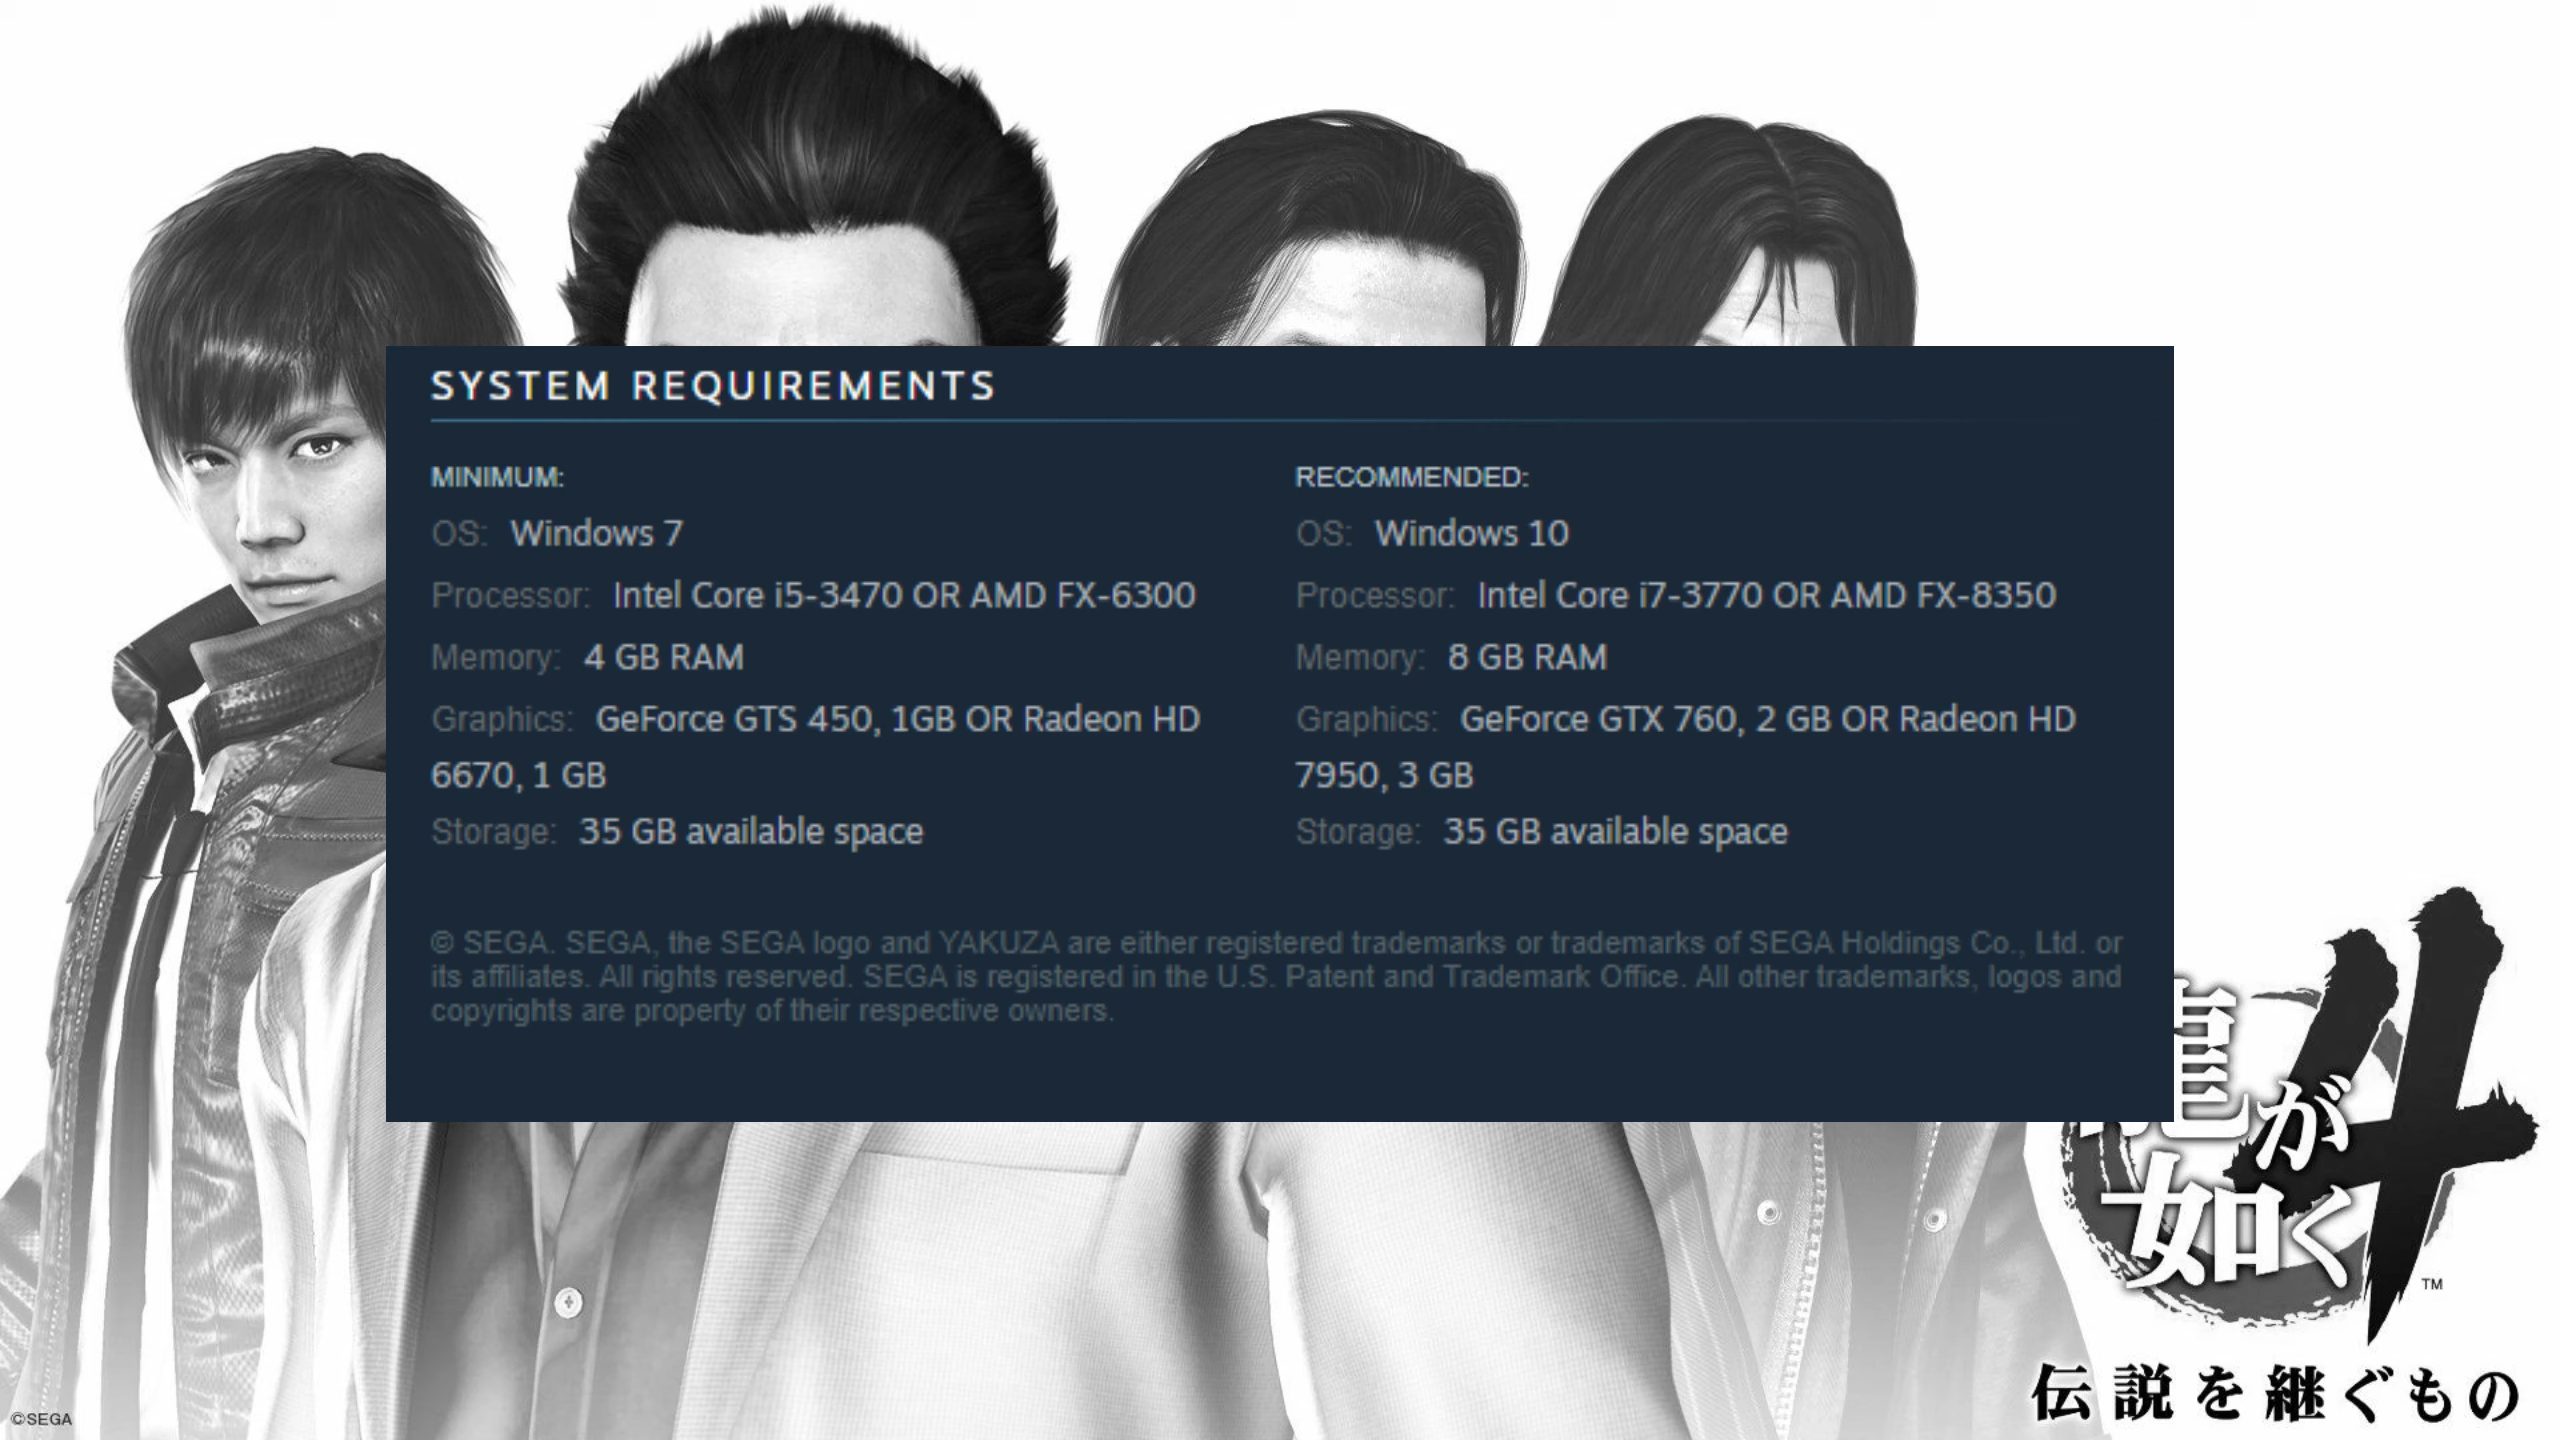 SYSTEM REQUIREMENTS
MINIMUM:
OS: Windows 7
Processor: Intel Core i5-3470 OR AMD FX-6300
Memory: 4 GB RAM
Graphics: GeForce GTS 450, 1GB OR Radeon HD
6670, 1 GB
Storage: 35 GB available space
RECOMMENDED:
OS: Windows 10
Processor: Intel Core i7-3770 OR AMD FX-8350
Memory: 8 GB RAM
Graphics: GeForce GTX 760, 2 GB OR Radeon HD
7950, 3 GB
Storage: 35 GB available space
© SEGA. SEGA, the SEGA logo and YAKUZA are either registered trademarks or trademarks of SEGA Holdings Co., Ltd. or
its affiliates. All rights reserved. SEGA is registered in the U.S. Patent and Trademark Office. All other trademarks, logos and
copyrights are property of their respective owners.
龍が
如く
4
TM
伝説を継ぐもの
©SEGA